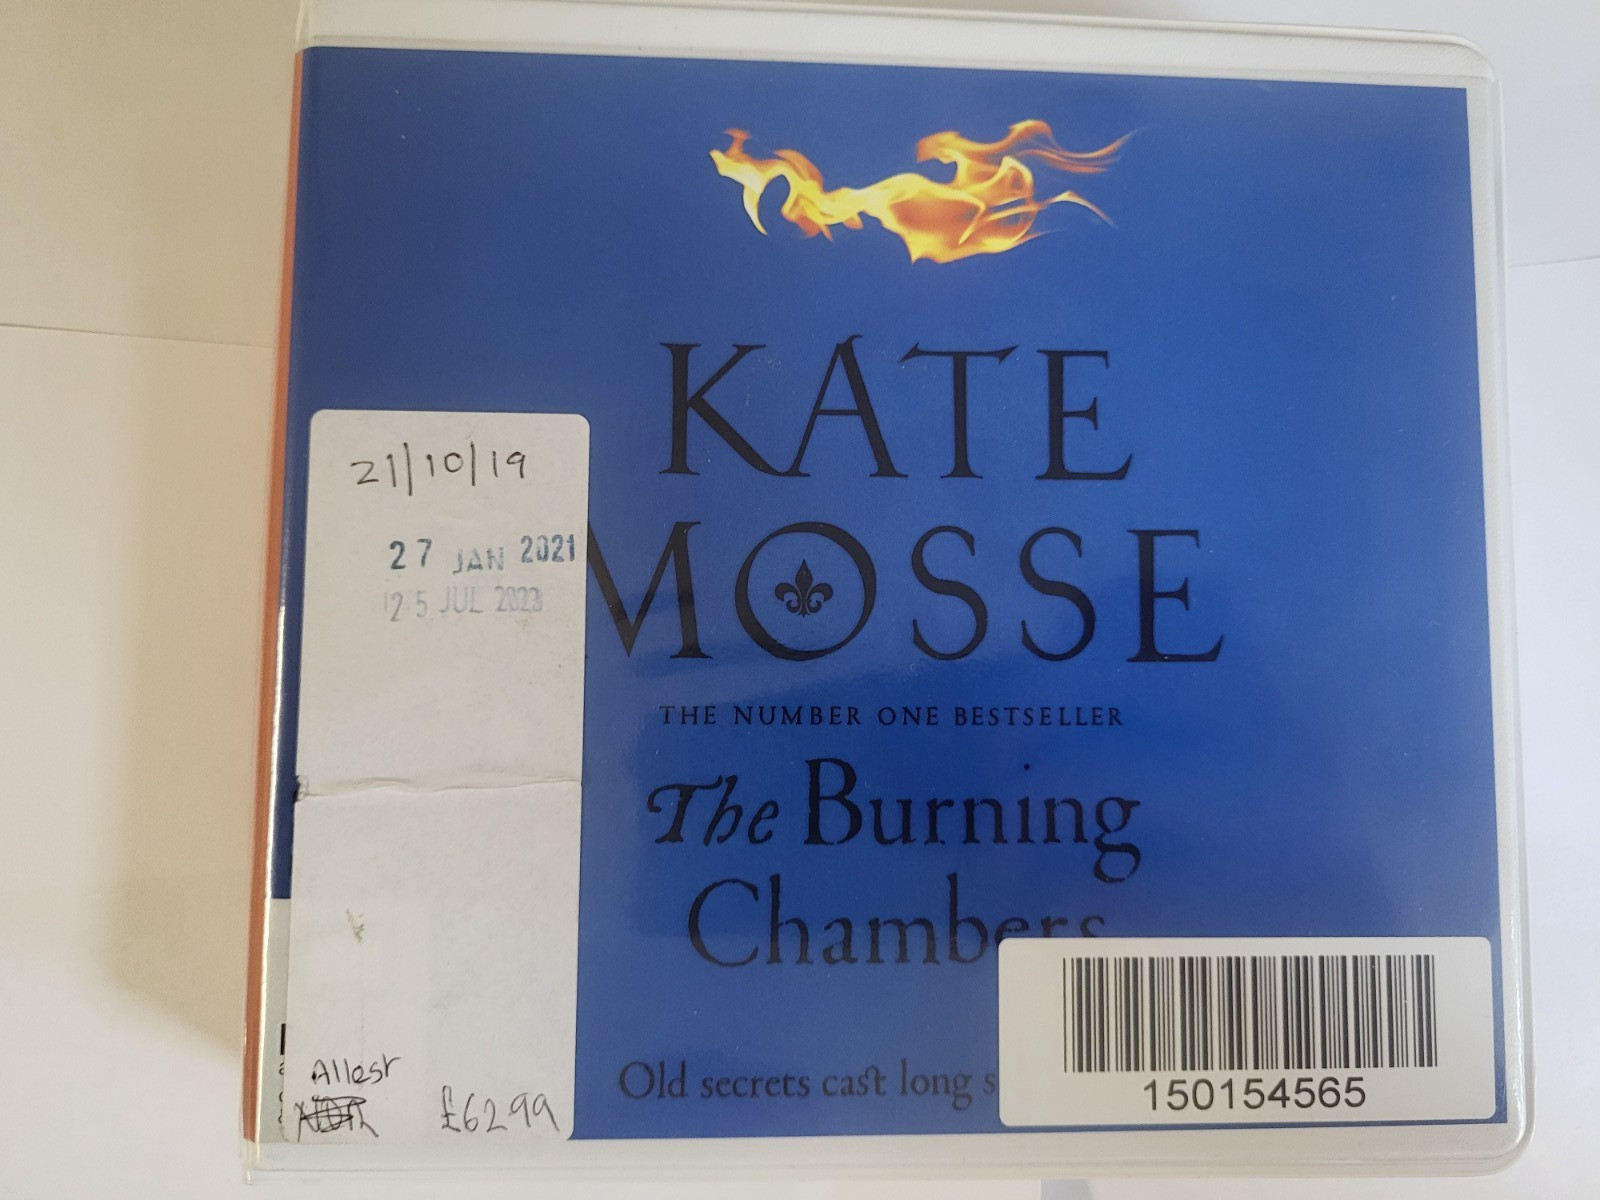 KATE
MOSSE
THE NUMBER ONE BESTSELLER
The Burning
Chambers
Old secrets cast long s
21/10/19
27 JAN 2021
25 JUL 2023
Allest
£62.99
150154565